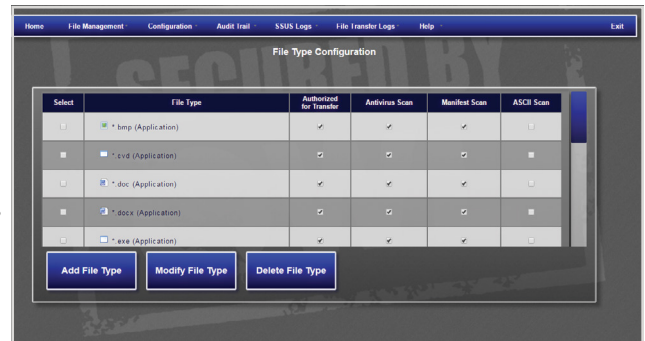 Home File Management Configuration Audit Trail SSUS Logs File Transfer Logs Help Exit
SECURED BY
File Type Configuration
Select File Type Authorized for Transfer Antivirus Scan Manifest Scan ASCII Scan
*.bmp (Application)
*.cvd (Application)
*.doc (Application)
*.docx (Application)
*.exe (Application)
Add File Type Modify File Type Delete File Type